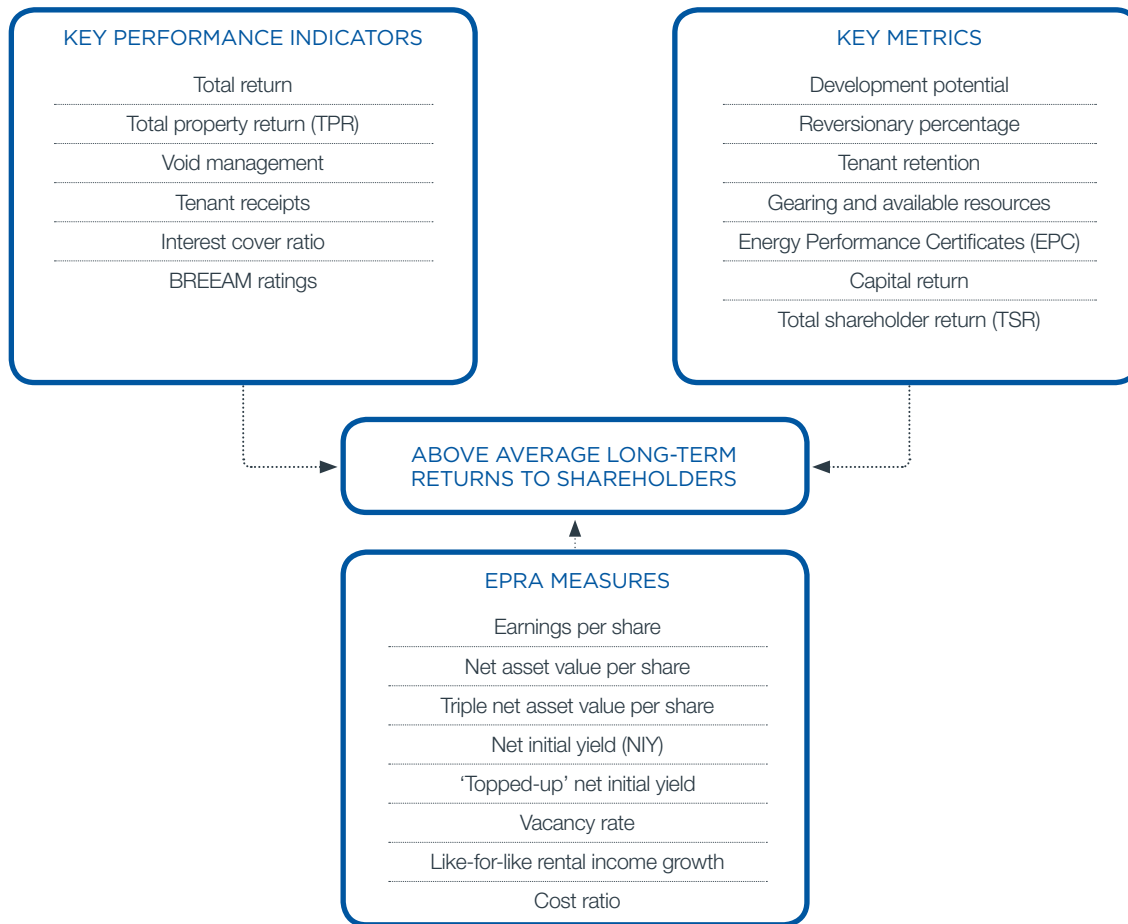 KEY PERFORMANCE INDICATORS
Total return
Total property return (TPR)
Void management
Tenant receipts
Interest cover ratio
BREEAM ratings
KEY METRICS
Development potential
Reversionary percentage
Tenant retention
Gearing and available resources
Energy Performance Certificates (EPC)
Capital return
Total shareholder return (TSR)
ABOVE AVERAGE LONG-TERM
RETURNS TO SHAREHOLDERS
EPRA MEASURES
Earnings per share
Net asset value per share
Triple net asset value per share
Net initial yield (NIY)
‘Topped-up’ net initial yield
Vacancy rate
Like-for-like rental income growth
Cost ratio